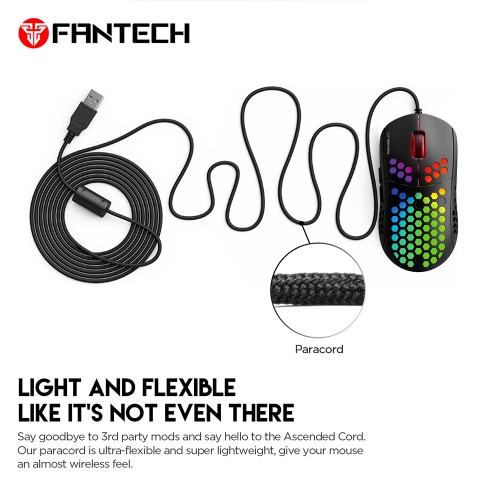 FANTECH
Paracord
LIGHT AND FLEXIBLE
LIKE IT'S NOT EVEN THERE
Say goodbye to 3rd party mods and say hello to the Ascended Cord.
Our paracord is ultra-flexible and super lightweight, give your mouse
an almost wireless feel.